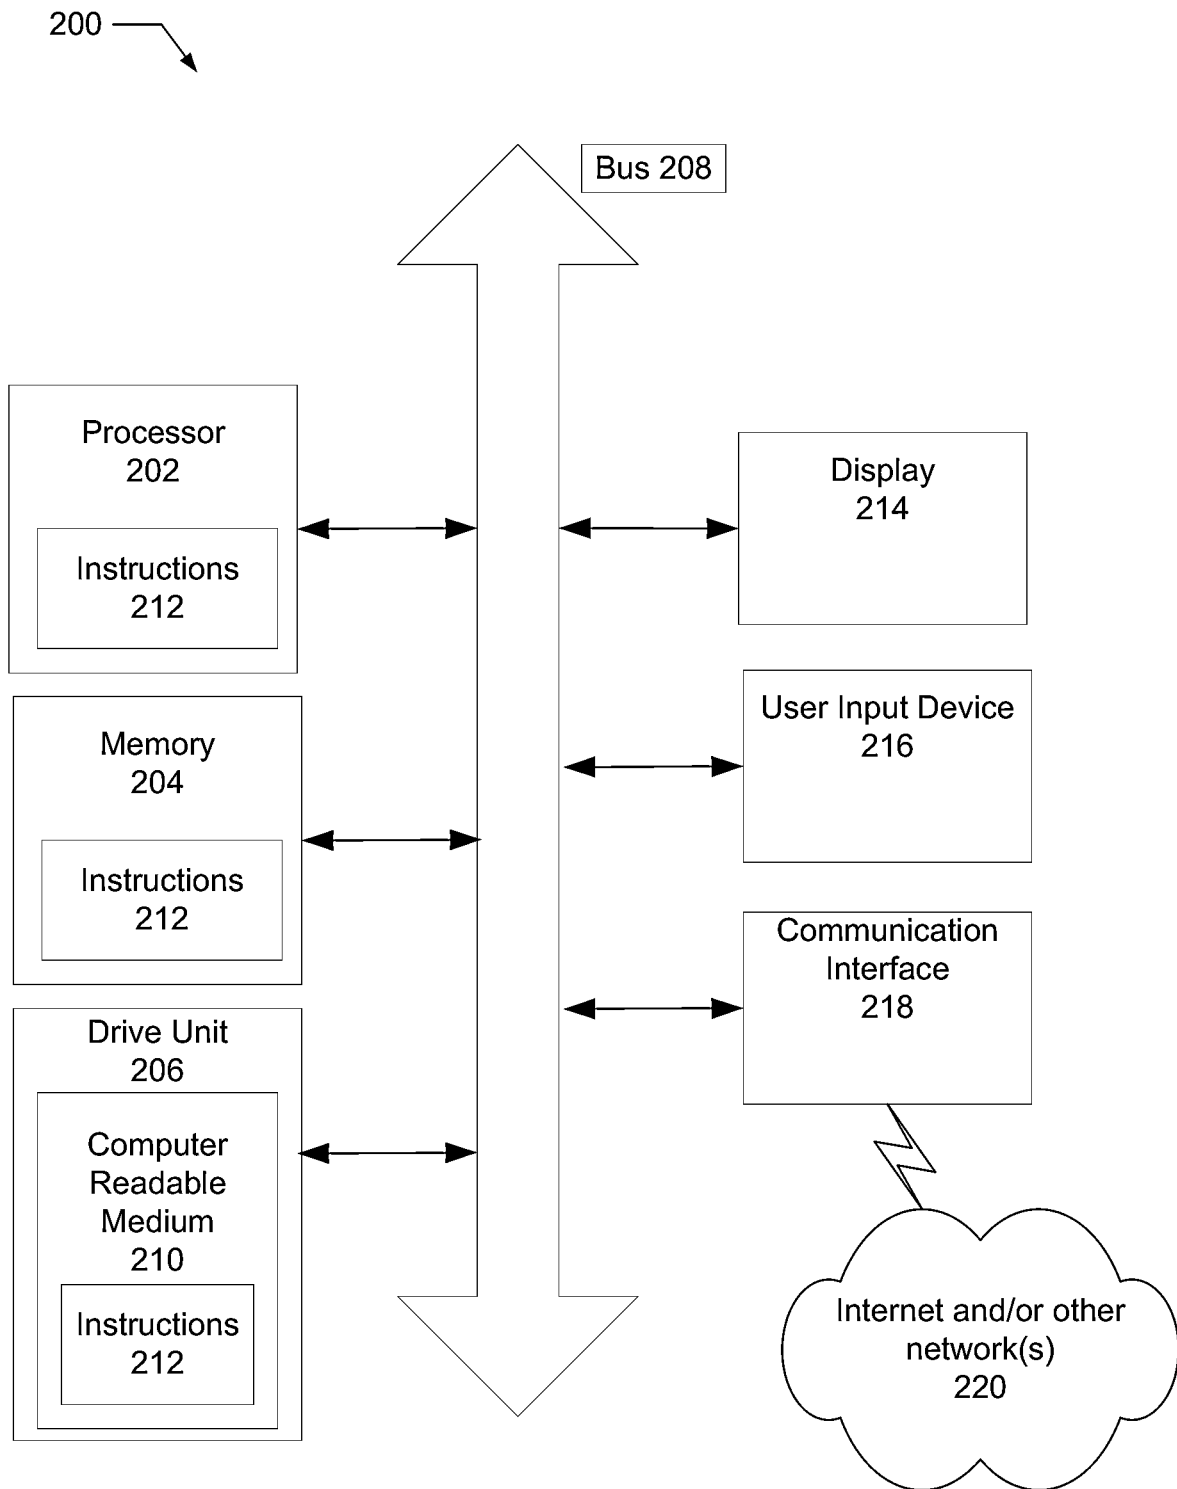 200
Bus 208
Processor
202
Instructions
212
Memory
204
Instructions
212
Drive Unit
206
Computer
Readable
Medium
210
Instructions
212
Display
214
User Input Device
216
Communication
Interface
218
Internet and/or other
network(s)
220